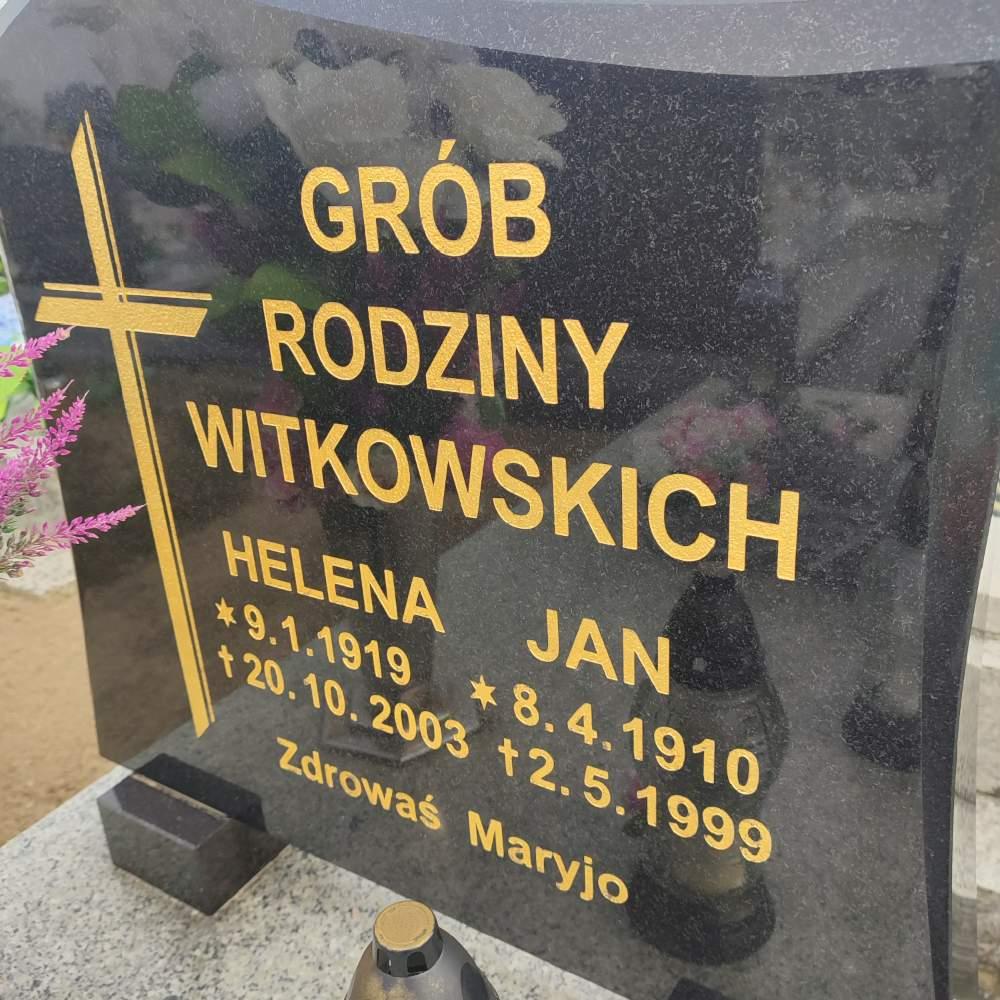 GRÓB
RODZINY
WITKOWSKICH
HELENA
✶ 9.1.1919
† 20.10.2003
JAN
✶ 8.4.1910
† 2.5.1999
Zdrowaś Maryjo